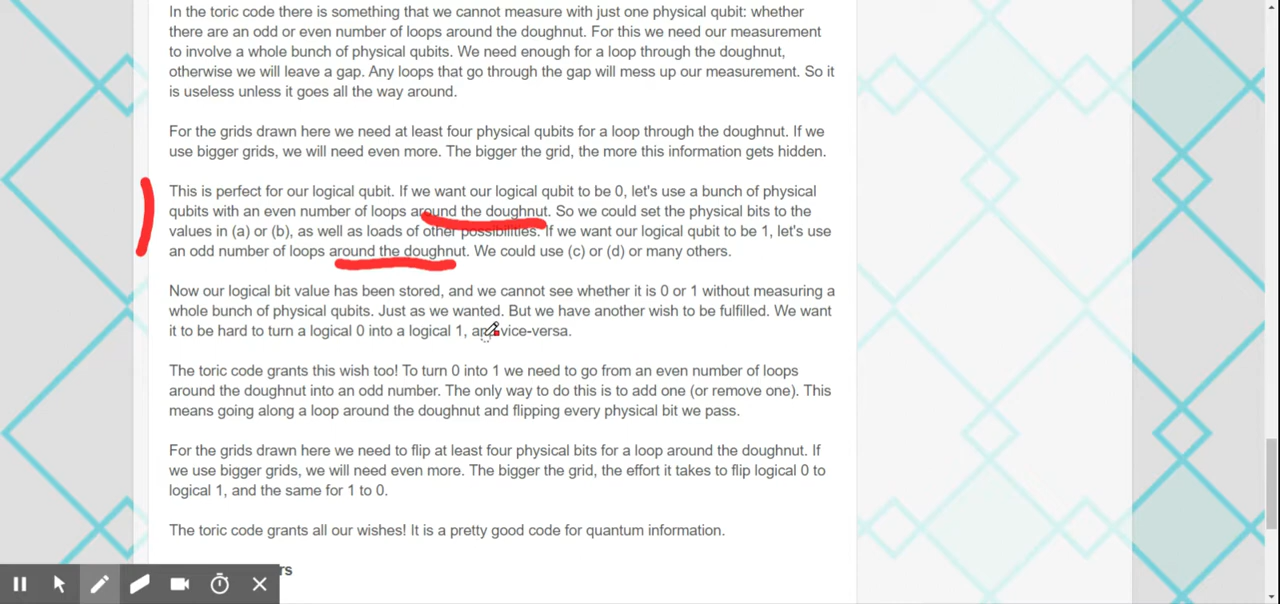 In the toric code there is something that we cannot measure with just one physical qubit: whether
there are an odd or even number of loops around the doughnut. For this we need our measurement
to involve a whole bunch of physical qubits. We need enough for a loop through the doughnut,
otherwise we will leave a gap. Any loops that go through the gap will mess up our measurement. So it
is useless unless it goes all the way around.
For the grids drawn here we need at least four physical qubits for a loop through the doughnut. If we
use bigger grids, we will need even more. The bigger the grid, the more this information gets hidden.
This is perfect for our logical qubit. If we want our logical qubit to be 0, let's use a bunch of physical
qubits with an even number of loops around the doughnut. So we could set the physical bits to the
values in (a) or (b), as well as loads of other possibilities. If we want our logical qubit to be 1, let's use
an odd number of loops around the doughnut. We could use (c) or (d) or many others.
Now our logical bit value has been stored, and we cannot see whether it is 0 or 1 without measuring a
whole bunch of physical qubits. Just as we wanted. But we have another wish to be fulfilled. We want
it to be hard to turn a logical 0 into a logical 1, and vice-versa.
The toric code grants this wish too! To turn 0 into 1 we need to go from an even number of loops
around the doughnut into an odd number. The only way to do this is to add one (or remove one). This
means going along a loop around the doughnut and flipping every physical bit we pass.
For the grids drawn here we need to flip at least four physical bits for a loop around the doughnut. If
we use bigger grids, we will need even more. The bigger the grid, the effort it takes to flip logical 0 to
logical 1, and the same for 1 to 0.
The toric code grants all our wishes! It is a pretty good code for quantum information.